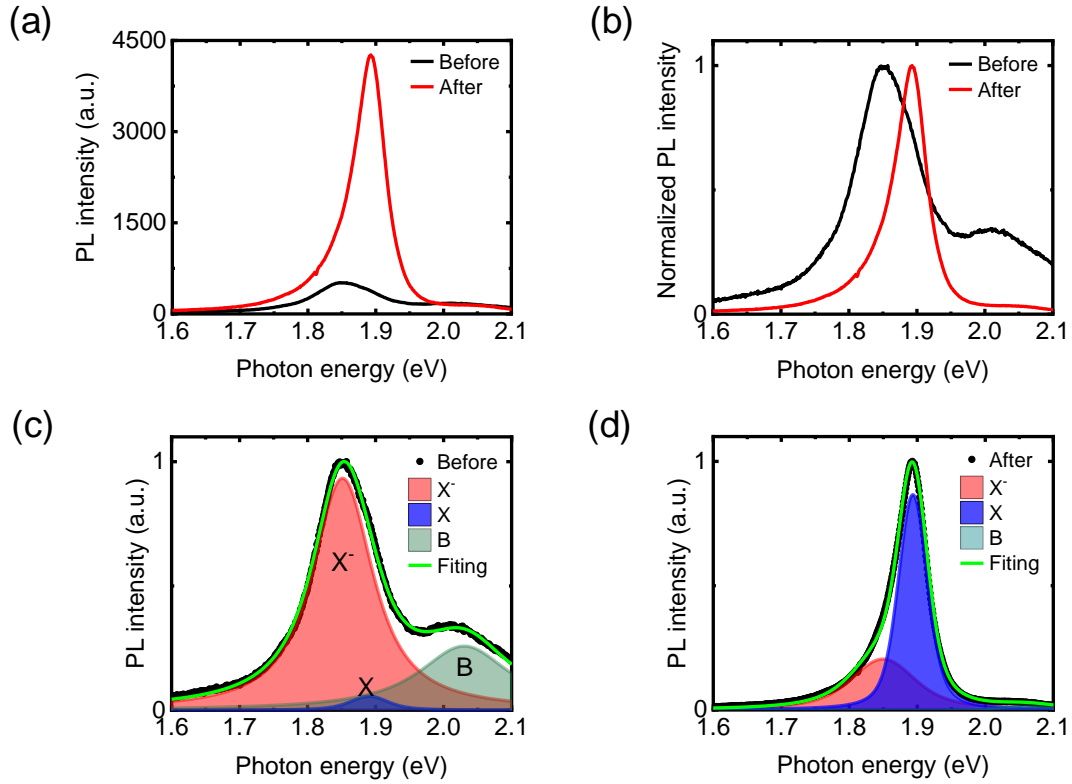 (a)
4500
3000
1500
0
PL intensity (a.u.)
Before
After
1.6 1.7 1.8 1.9 2.0 2.1
Photon energy (eV)
(b)
1
0
Normalized PL intensity
Before
After
1.6 1.7 1.8 1.9 2.0 2.1
Photon energy (eV)
(c)
1
0
PL intensity (a.u.)
Before
X-
X
B
Fiting
X-
X
B
1.6 1.7 1.8 1.9 2.0 2.1
Photon energy (eV)
(d)
1
0
PL intensity (a.u.)
After
X-
X
B
Fiting
1.6 1.7 1.8 1.9 2.0 2.1
Photon energy (eV)